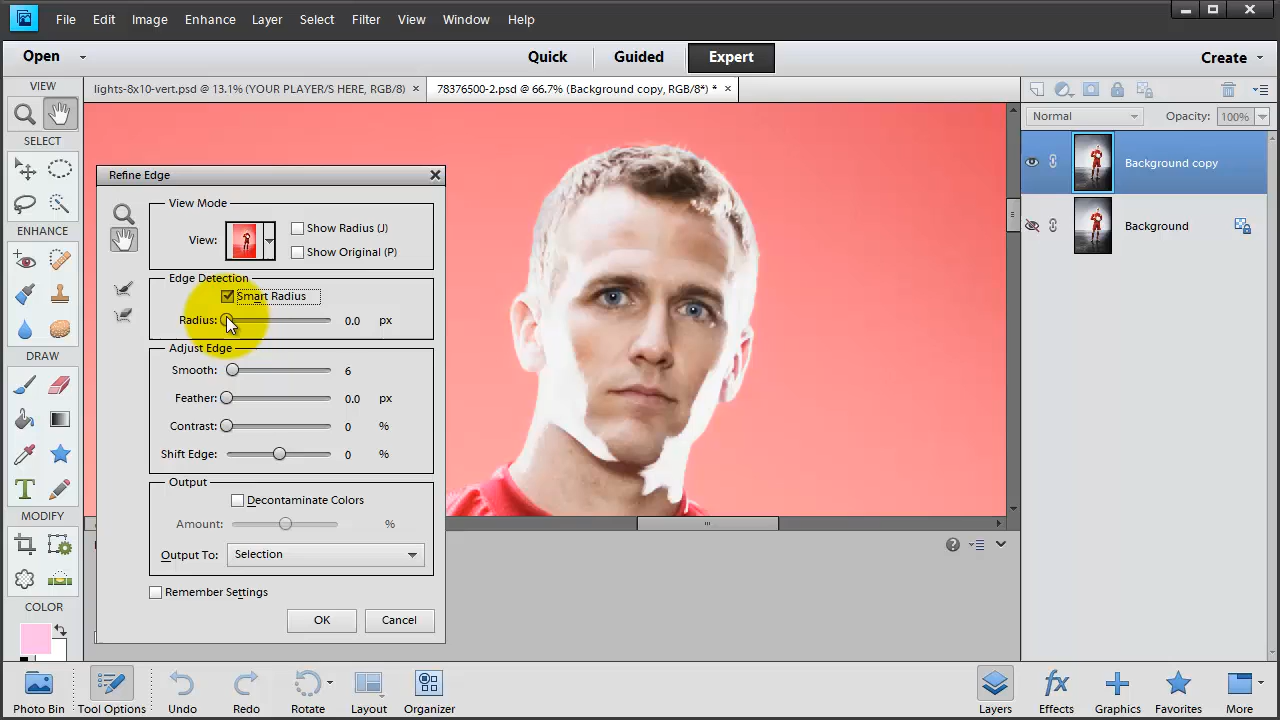 File Edit Image Enhance Layer Select Filter View Window Help
Open Quick Guided Expert Create
VIEW
lights-8x10-vert.psd @ 13.1% (YOUR PLAYER/S HERE, RGB/8) × 78376500-2.psd @ 66.7% (Background copy, RGB/8*) * ×
Normal Opacity: 100%
SELECT
Background copy
Background
Refine Edge
View Mode
View: Show Radius (J)
Show Original (P)
Edge Detection
Smart Radius
Radius: 0.0 px
Adjust Edge
Smooth: 6
Feather: 0.0 px
Contrast: 0 %
Shift Edge: 0 %
Output
Decontaminate Colors
Amount: %
Output To: Selection
Remember Settings
OK Cancel
ENHANCE
DRAW
MODIFY
COLOR
Photo Bin Tool Options Undo Redo Rotate Layout Organizer Layers Effects Graphics Favorites More